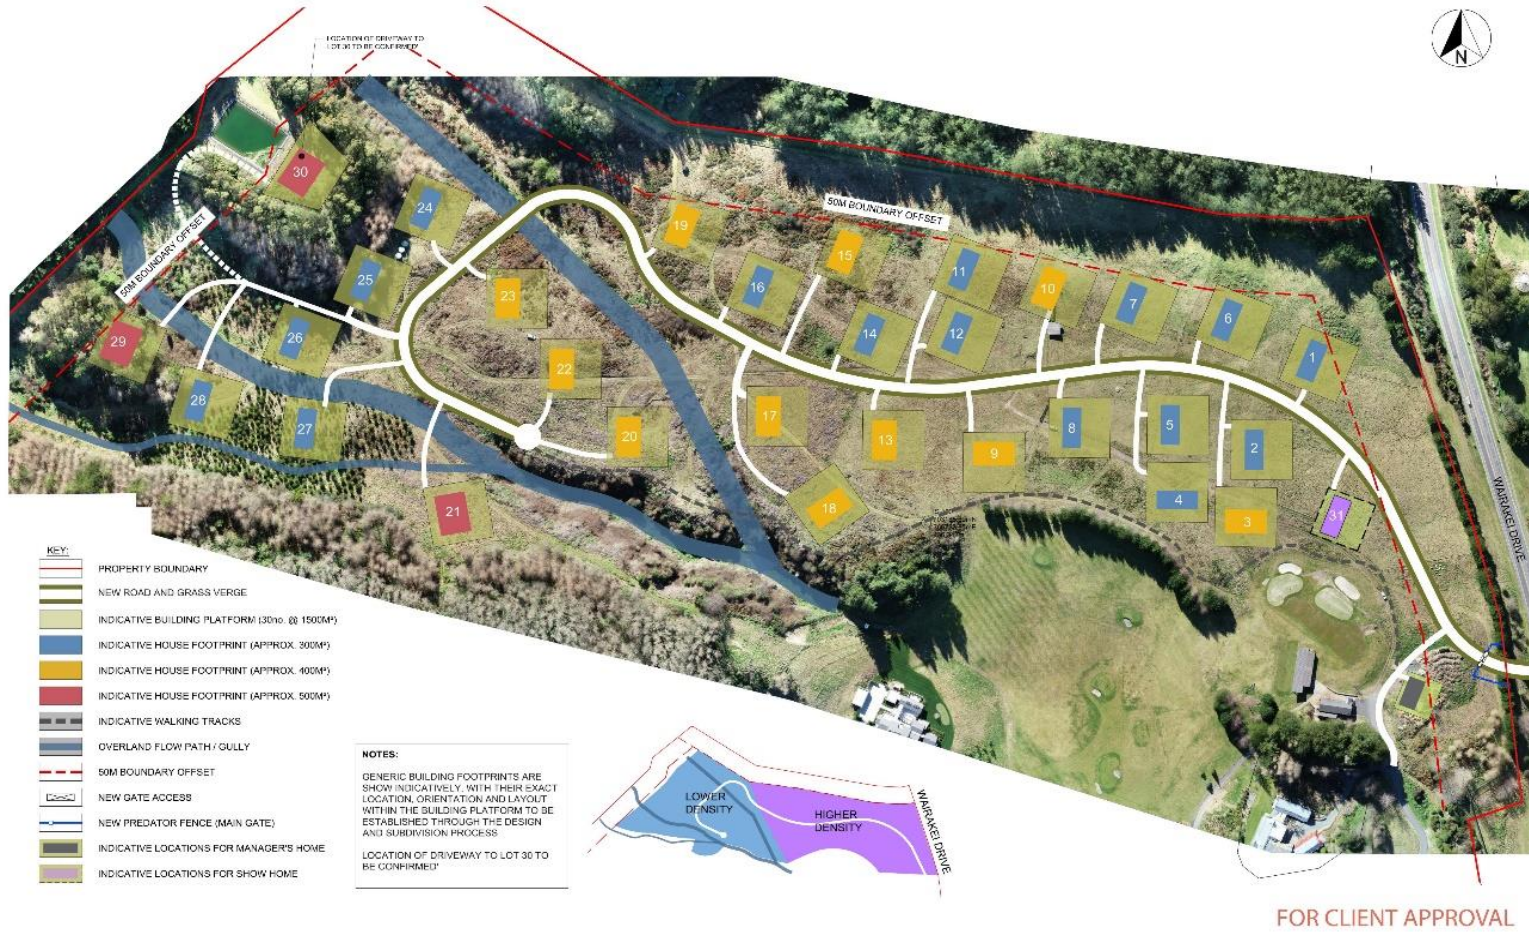 LOCATION OF DRIVEWAY TO
LOT 30 TO BE CONFIRMED'
N
30
24
50M BOUNDARY OFFSET
50M BOUNDARY OFFSET
19
15
11
10
7
6
1
25
23
16
14
12
29
26
22
28
27
20
17
13
8
5
2
9
21
18
4
3
31
WAIRAKEI DRIVE
KEY:
PROPERTY BOUNDARY
NEW ROAD AND GRASS VERGE
INDICATIVE BUILDING PLATFORM (30no. @ 1500M²)
INDICATIVE HOUSE FOOTPRINT (APPROX. 300M²)
INDICATIVE HOUSE FOOTPRINT (APPROX. 400M²)
INDICATIVE HOUSE FOOTPRINT (APPROX. 500M²)
INDICATIVE WALKING TRACKS
OVERLAND FLOW PATH / GULLY
50M BOUNDARY OFFSET
NEW GATE ACCESS
NEW PREDATOR FENCE (MAIN GATE)
INDICATIVE LOCATIONS FOR MANAGER'S HOME
INDICATIVE LOCATIONS FOR SHOW HOME
NOTES:
GENERIC BUILDING FOOTPRINTS ARE
SHOW INDICATIVELY, WITH THEIR EXACT
LOCATION, ORIENTATION AND LAYOUT
WITHIN THE BUILDING PLATFORM TO BE
ESTABLISHED THROUGH THE DESIGN
AND SUBDIVISION PROCESS
LOCATION OF DRIVEWAY TO LOT 30 TO
BE CONFIRMED'
LOWER
DENSITY
HIGHER
DENSITY
WAIRAKEI DRIVE
FOR CLIENT APPROVAL